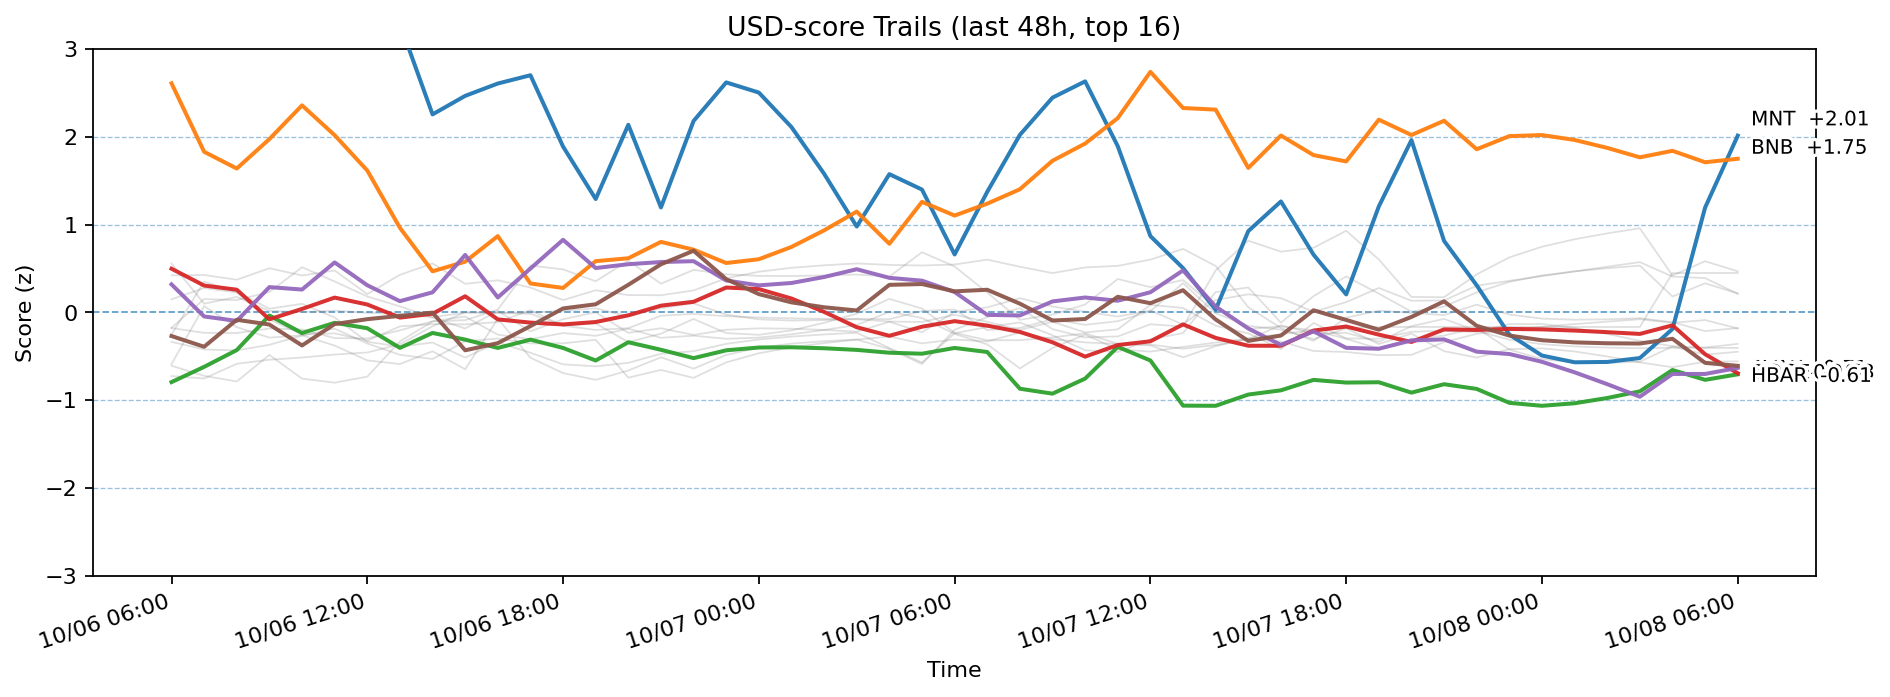 USD-score Trails (last 48h, top 16)
3
2
1
0
−1
−2
−3
Score (z)
MNT +2.01
BNB +1.75
HBAR -0.61
10/06 06:00
10/06 12:00
10/06 18:00
10/07 00:00
10/07 06:00
10/07 12:00
10/07 18:00
10/08 00:00
10/08 06:00
Time